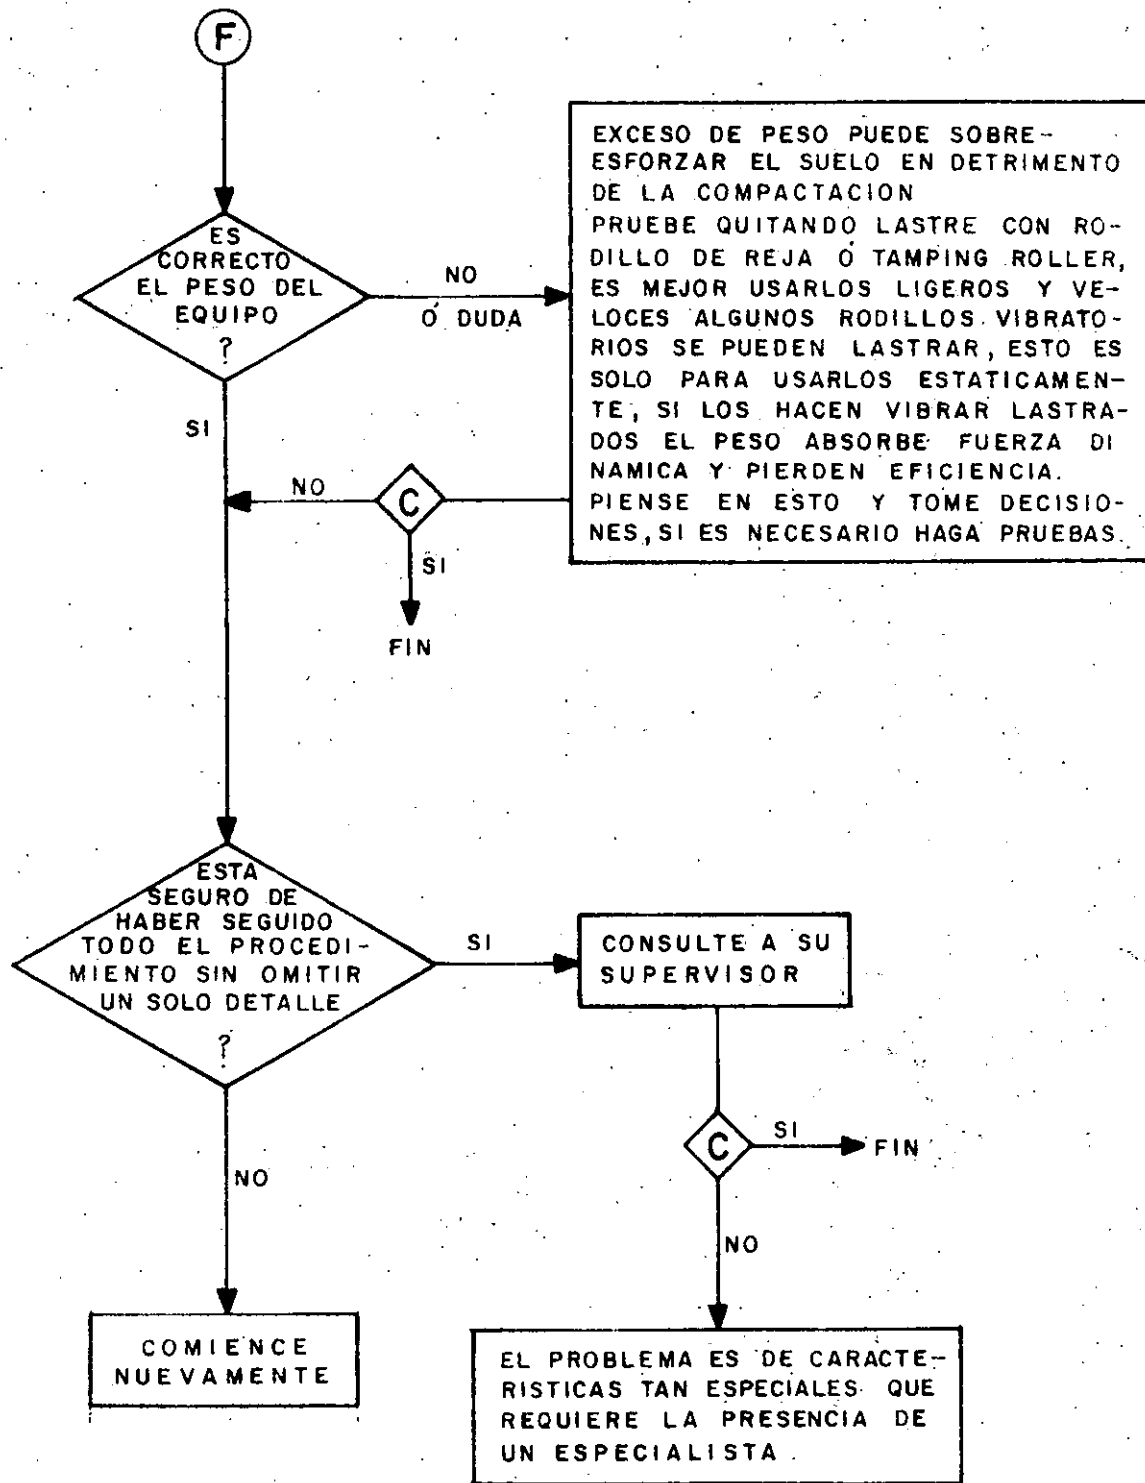 F
ES
CORRECTO
EL PESO DEL
EQUIPO
?
NO
Ó DUDA
EXCESO DE PESO PUEDE SOBRE-
ESFORZAR EL SUELO EN DETRIMENTO
DE LA COMPACTACION
PRUEBE QUITANDO LASTRE CON RO-
DILLO DE REJA Ó TAMPING ROLLER,
ES MEJOR USARLOS LIGEROS Y VE-
LOCES ALGUNOS RODILLOS VIBRATO-
RIOS SE PUEDEN LASTRAR, ESTO ES
SOLO PARA USARLOS ESTATICAMEN-
TE, SI LOS HACEN VIBRAR LASTRA-
DOS EL PESO ABSORBE FUERZA DI
NAMICA Y PIERDEN EFICIENCIA.
PIENSE EN ESTO Y TOME DECISIO-
NES, SI ES NECESARIO HAGA PRUEBAS.
SI
NO
C
SI
FIN
ESTA
SEGURO DE
HABER SEGUIDO
TODO EL PROCEDI-
MIENTO SIN OMITIR
UN SOLO DETALLE
?
SI
CONSULTE A SU
SUPERVISOR
C
SI
FIN
NO
NO
COMIENCE
NUEVAMENTE
EL PROBLEMA ES DE CARACTE-
RISTICAS TAN ESPECIALES QUE
REQUIERE LA PRESENCIA DE
UN ESPECIALISTA.